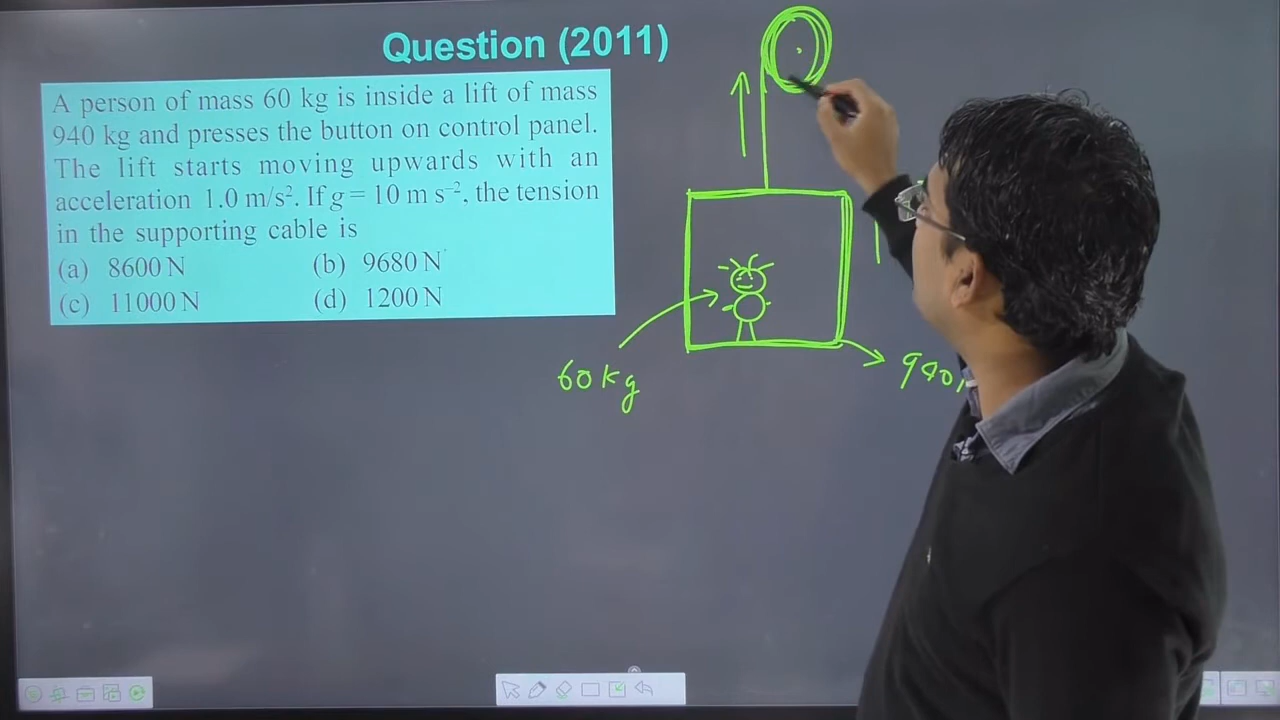 Question (2011)
A person of mass 60 kg is inside a lift of mass
940 kg and presses the button on control panel.
The lift starts moving upwards with an
acceleration 1.0 m/s². If g = 10 m s⁻², the tension
in the supporting cable is
(a) 8600 N (b) 9680 N
(c) 11000 N (d) 1200 N
60 kg
940